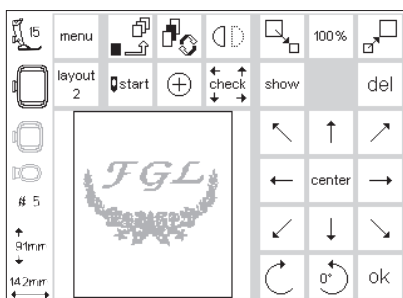 15 menu 100%
layout 2 start check show del
FGL
center
# 5
91mm
142mm
0° ok